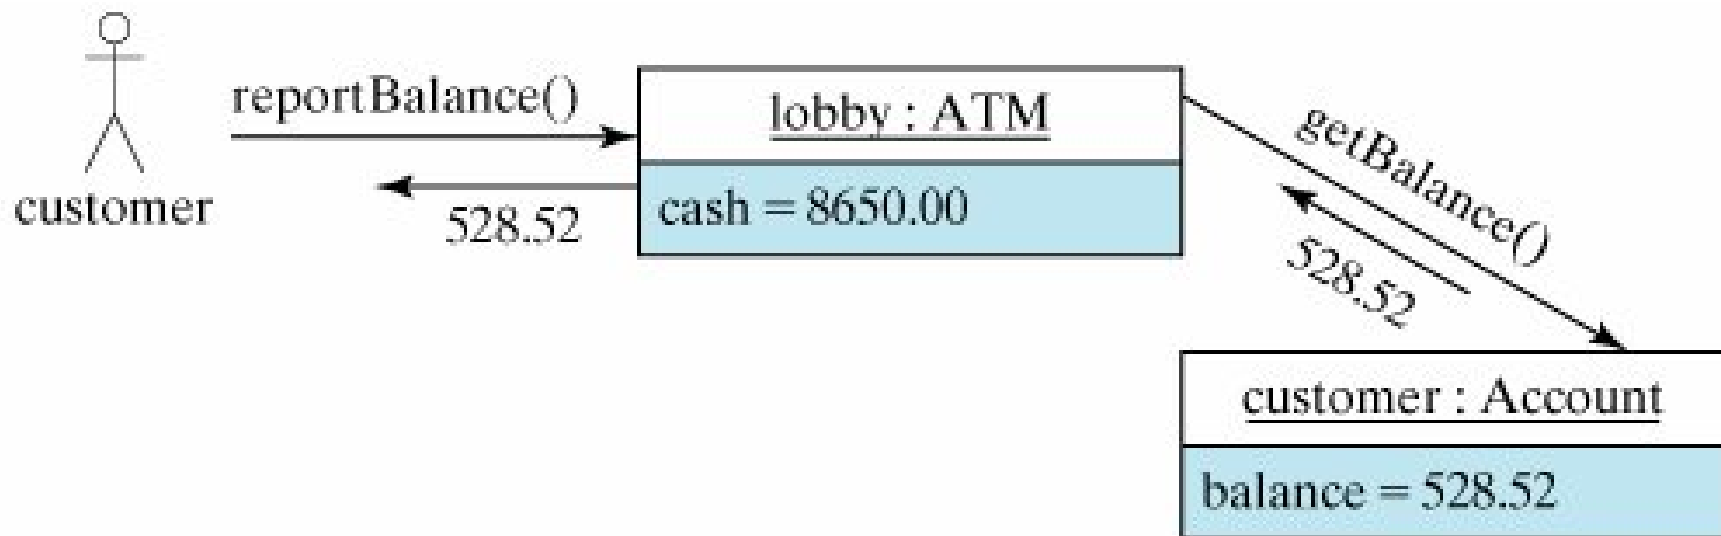 reportBalance()
customer
528.52
lobby : ATM
cash = 8650.00
getBalance()
528.52
customer : Account
balance = 528.52